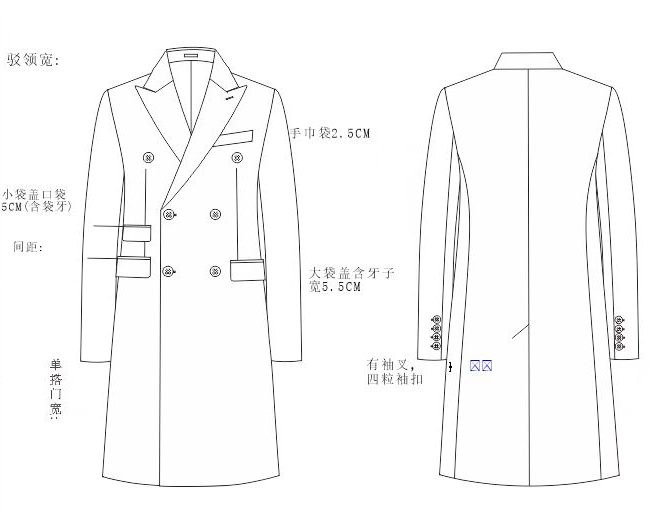 驳领宽:
手巾袋2.5CM
小袋盖口袋
5CM(含袋牙)
间距:
大袋盖含牙子
宽5.5CM
有袖叉,
四粒袖扣
单
搭
门
宽